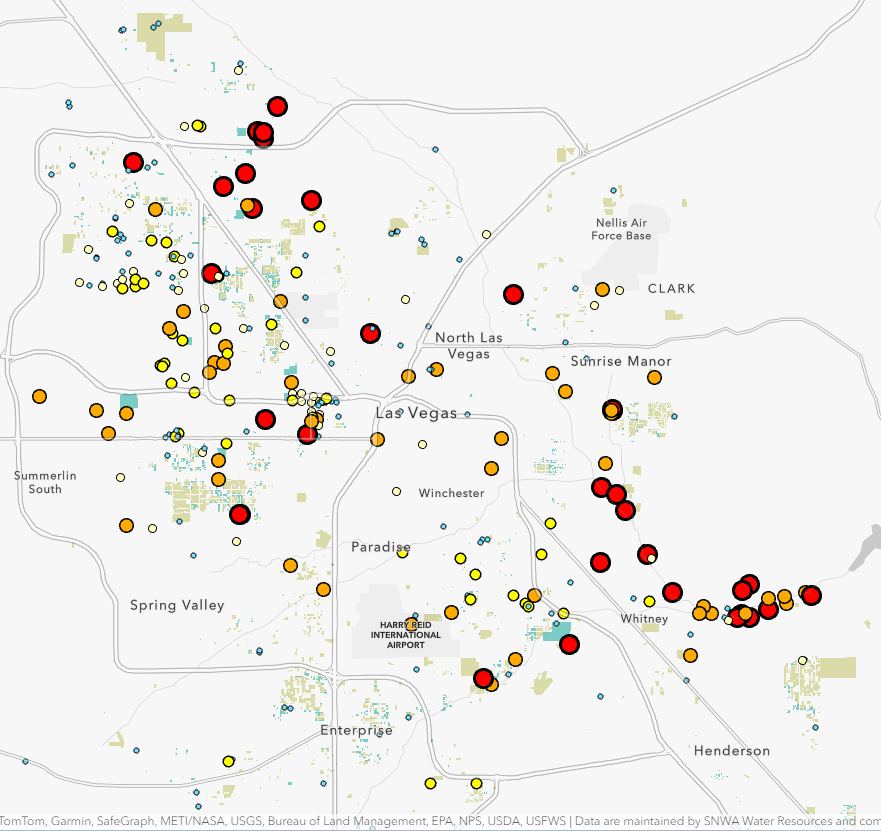 Nellis Air
Force Base
CLARK
North Las
Vegas
Sunrise Manor
Las Vegas
Summerlin
South
Winchester
Paradise
Spring Valley
HARRY REID
INTERNATIONAL
AIRPORT
Whitney
Enterprise
Henderson
TomTom, Garmin, SafeGraph, METI/NASA, USGS, Bureau of Land Management, EPA, NPS, USDA, USFWS | Data are maintained by SNWA Water Resources and com